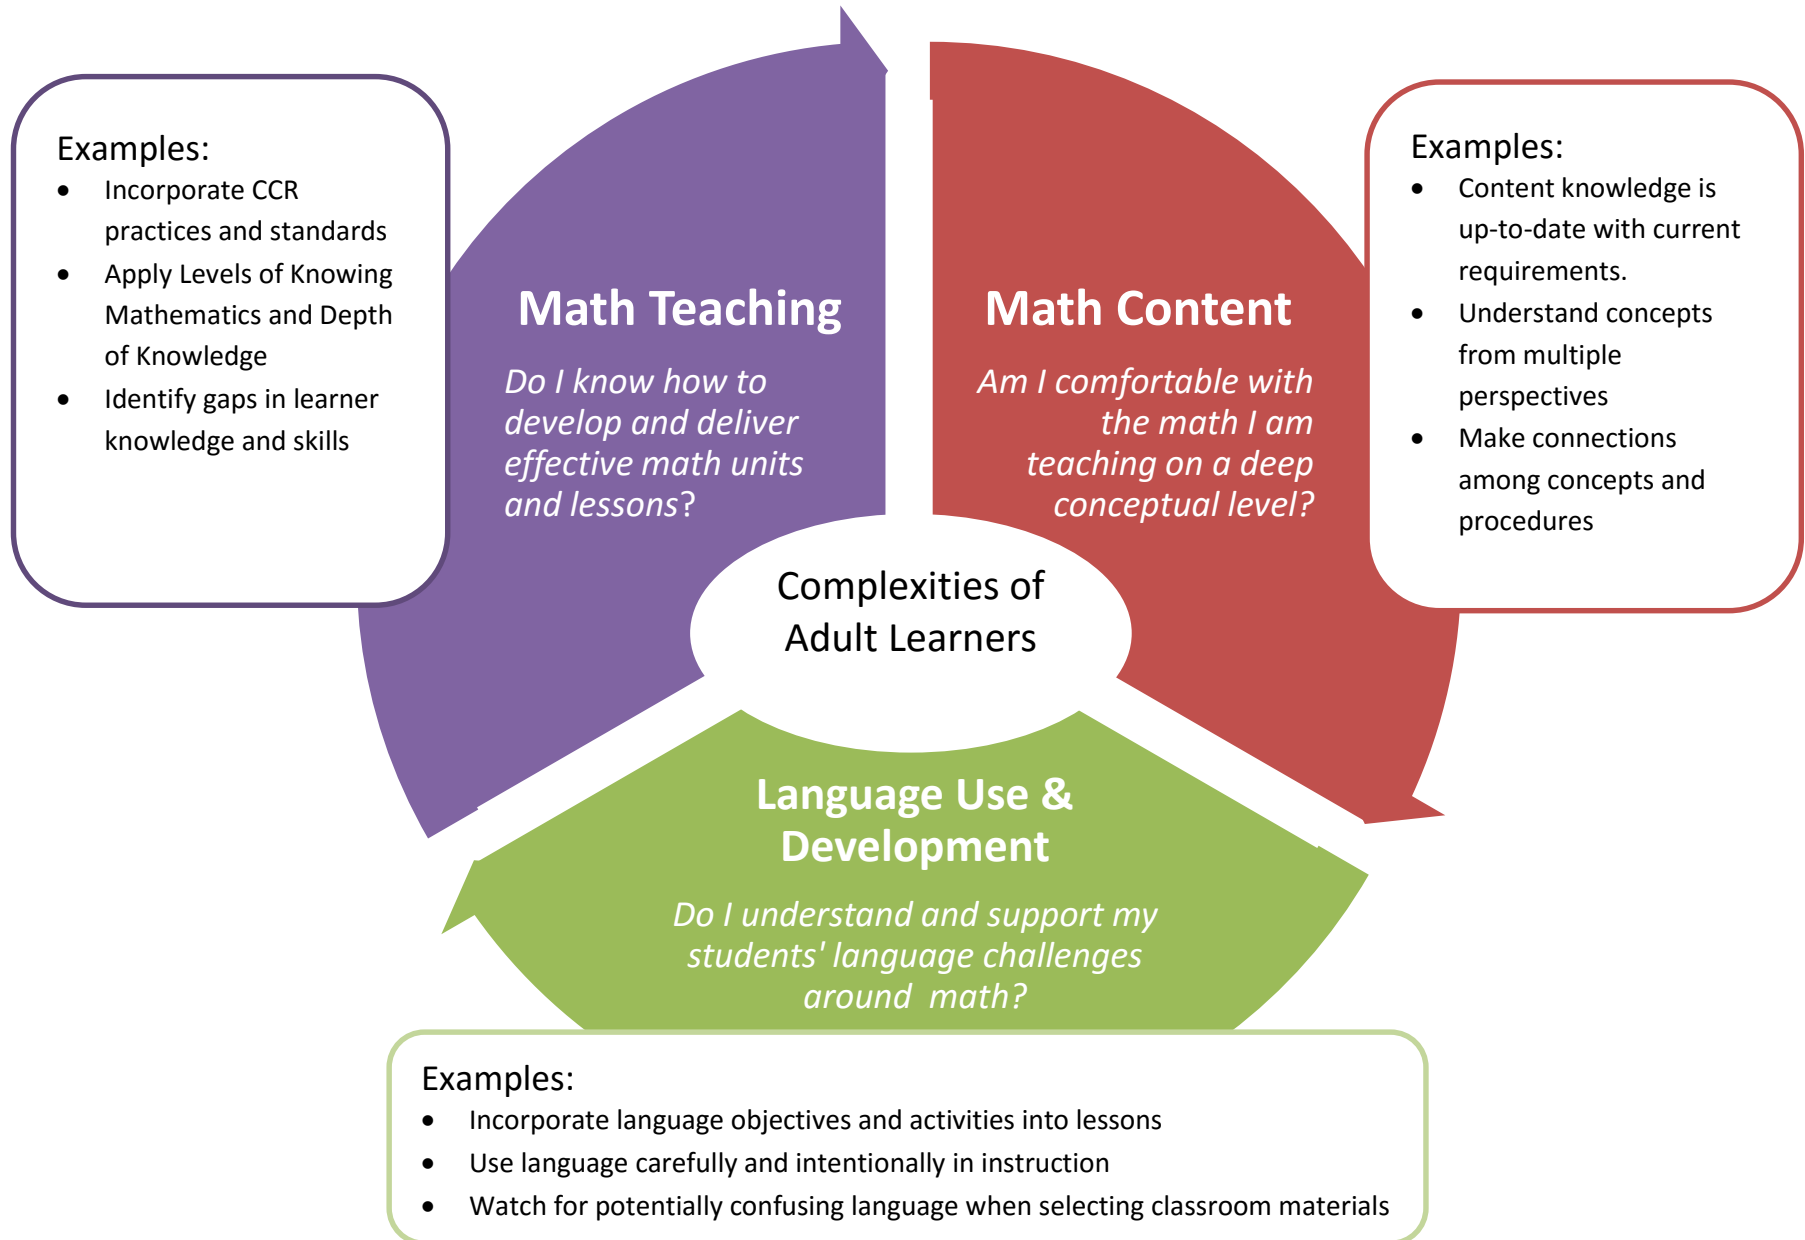 Examples:
• Incorporate CCR
practices and standards
• Apply Levels of Knowing
Mathematics and Depth
of Knowledge
• Identify gaps in learner
knowledge and skills
Math Teaching
Do I know how to
develop and deliver
effective math units
and lessons?
Math Content
Am I comfortable with
the math I am
teaching on a deep
conceptual level?
Examples:
• Content knowledge is
up-to-date with current
requirements.
• Understand concepts
from multiple
perspectives
• Make connections
among concepts and
procedures
Complexities of
Adult Learners
Language Use &
Development
Do I understand and support my
students' language challenges
around  math?
Examples:
• Incorporate language objectives and activities into lessons
• Use language carefully and intentionally in instruction
• Watch for potentially confusing language when selecting classroom materials